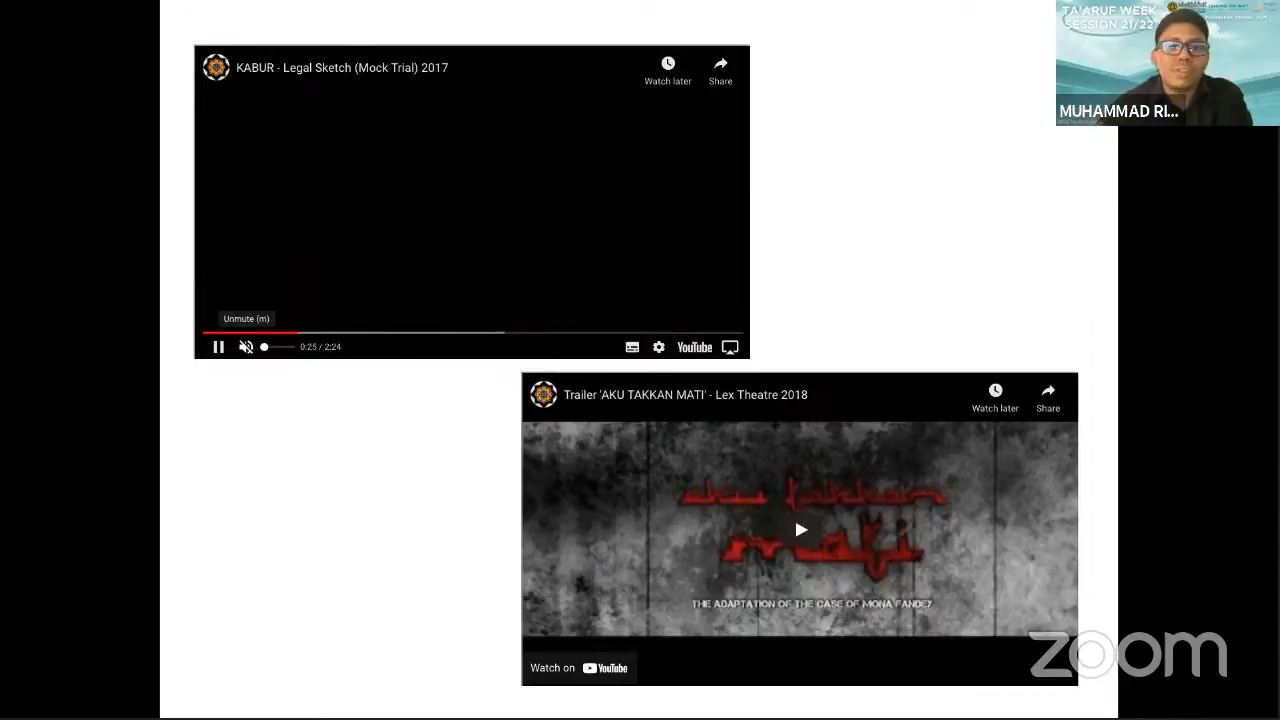 TA'ARUF WEEK
SESSION 21/22
MUHAMMAD RI...
KABUR - Legal Sketch (Mock Trial) 2017
Watch later
Share
Unmute (m)
0:25 / 2:24
YouTube
Trailer 'AKU TAKKAN MATI' - Lex Theatre 2018
Watch later
Share
aku takkan
mati
THE ADAPTATION OF THE CASE OF MONA FANDEY
Watch on YouTube
zoom